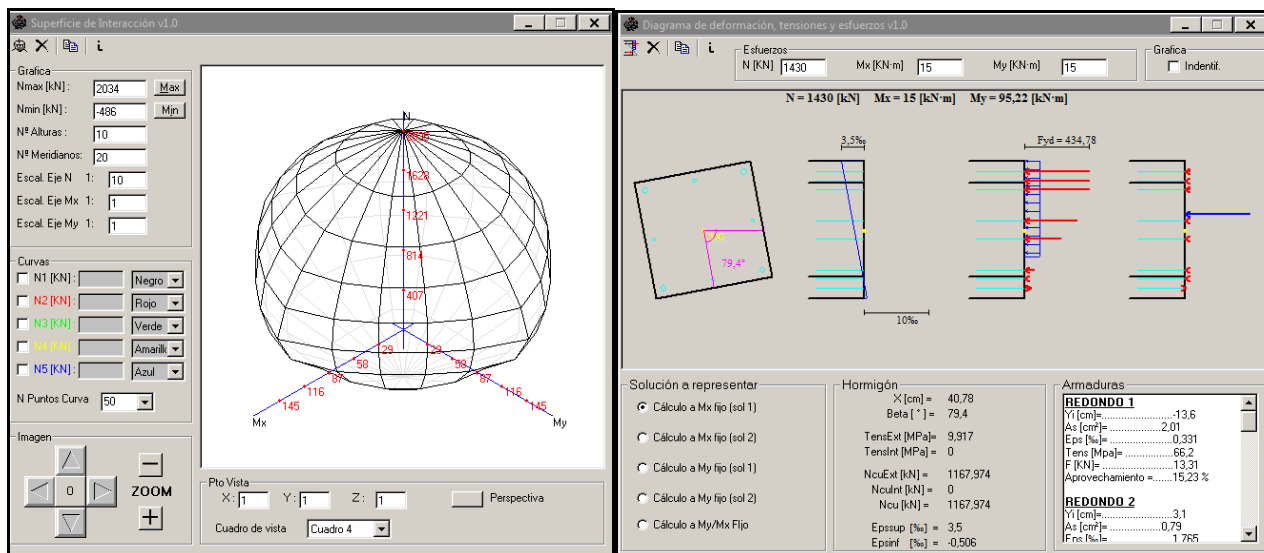 Superficie de Interacción v1.0
i
Grafica
Nmax [kN] : 2034 Max
Nmin [kN] : -486 Min
Nº Alturas : 10
Nº Meridianos : 20
Escal. Eje N 1: 10
Escal. Eje Mx 1: 1
Escal. Eje My 1: 1
Curvas
N1 [KN] : Negro
N2 [KN] : Rojo
N3 [KN] : Verde
N4 [KN] : Amarill
N5 [KN] : Azul
N Puntos Curva 50
Imagen
0
ZOOM
N
1628
1221
814
407
29 29
58 58
87 87
116 116
145 145
Mx My
Pto Vista
X : 1 Y : 1 Z : 1 Perspectiva
Cuadro de vista Cuadro 4
Diagrama de deformación, tensiones y esfuerzos v1.0
i
Esfuerzos
N [KN] 1430 Mx [KN·m] 15 My [KN·m] 15
Grafica
Indentif.
N = 1430 [kN] Mx = 15 [kN·m] My = 95,22 [kN·m]
3,5‰ Fyd = 434,78
79,4°
10‰
Solución a representar
Cálculo a Mx fijo (sol 1)
Cálculo a Mx fijo (sol 2)
Cálculo a My fijo (sol 1)
Cálculo a My fijo (sol 2)
Cálculo a My/Mx FIijo
Hormigón
X [cm] = 40,78
Beta [ ° ] = 79,4
TensExt [MPa]= 9,917
TensInt [MPa] = 0
NcuExt [kN] = 1167,974
NcuInt [kN] = 0
Ncu [kN] = 1167,974
Epssup [‰] = 3,5
Epsinf [‰] = -0,506
Armaduras
REDONDO 1
Yi [cm]=........................-13,6
As [cm²]=......................2,01
Eps [‰]=....................0,331
Tens [Mpa]=................66,2
F [KN]=.......................13,31
Aprovechamiento =......15,23 %
REDONDO 2
Yi [cm]=........................3,1
As [cm²]=......................0,79
Eps [‰]=....................1,765